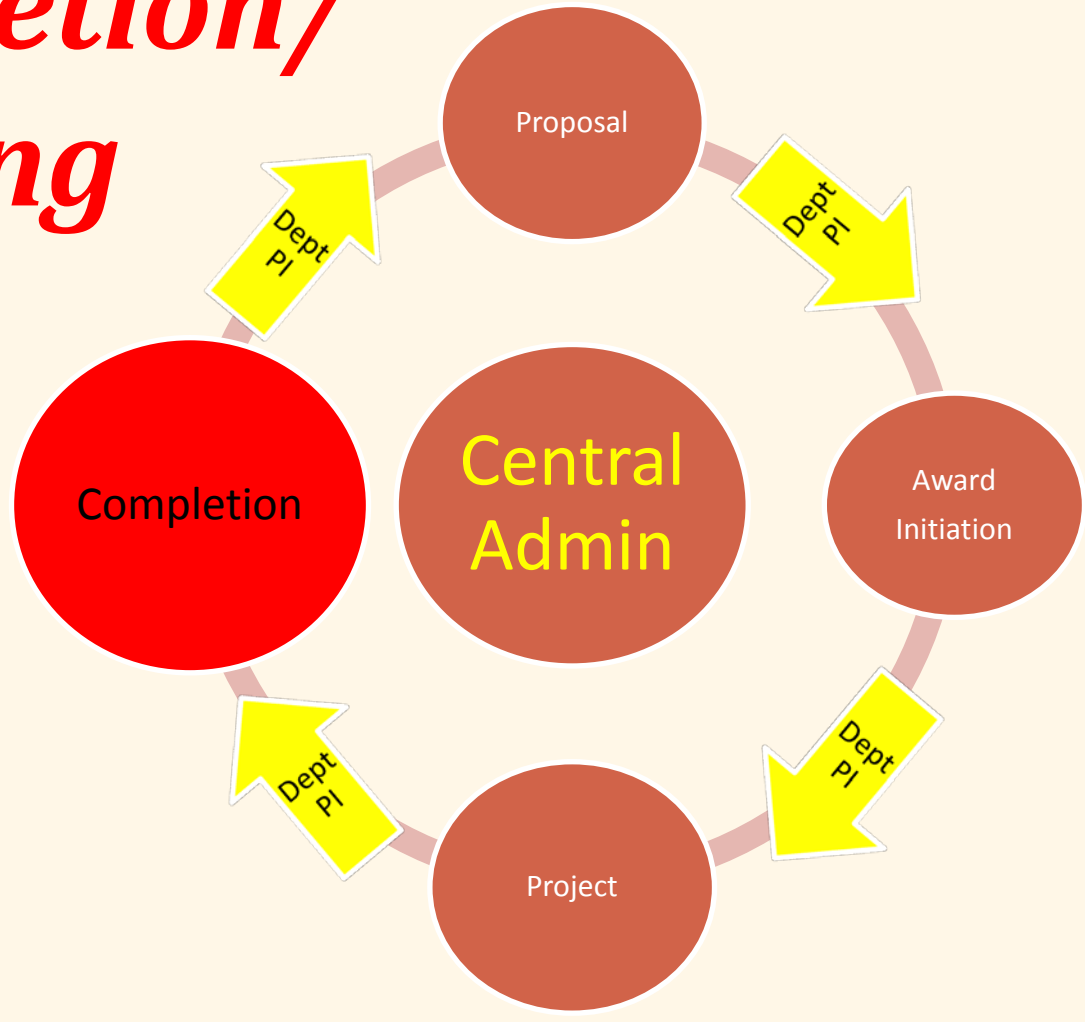 etion/
ng
Proposal
Dept
PI
Dept
PI
Central
Admin
Completion
Award
Initiation
Dept
PI
Dept
PI
Project